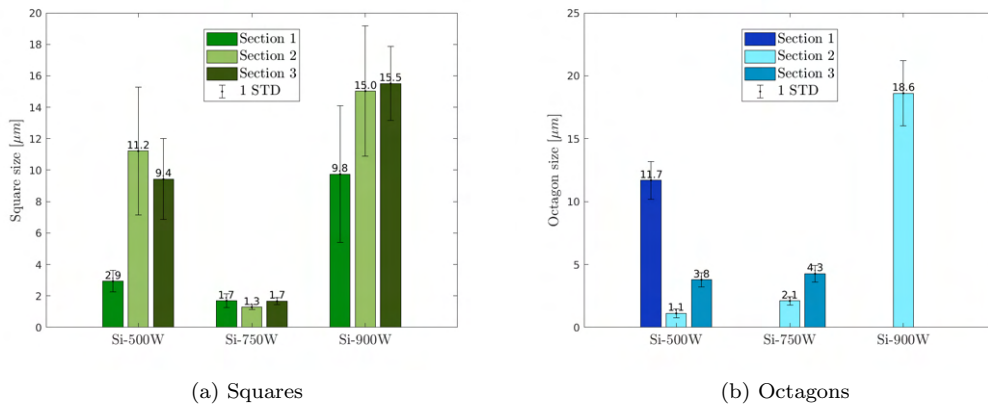 20
18
16
14
12
10
8
6
4
2
0
Square size [μm]
Section 1
Section 2
Section 3
1 STD
2.9
11.2
9.4
1.7
1.3
1.7
9.8
15.0
15.5
Si-500W
Si-750W
Si-900W
(a) Squares
25
20
15
10
5
0
Octagon size [μm]
Section 1
Section 2
Section 3
1 STD
11.7
1.1
3.8
2.1
4.3
18.6
Si-500W
Si-750W
Si-900W
(b) Octagons